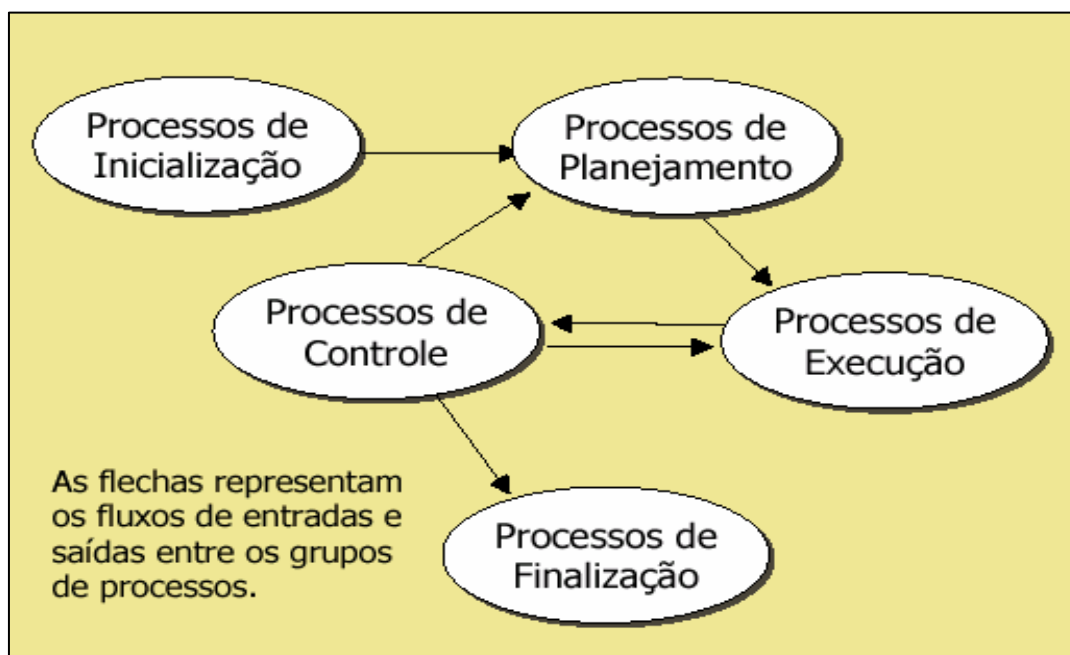 Processos de
Inicialização
Processos de
Planejamento
Processos de
Controle
Processos de
Execução
As flechas representam
os fluxos de entradas e
saídas entre os grupos
de processos.
Processos de
Finalização